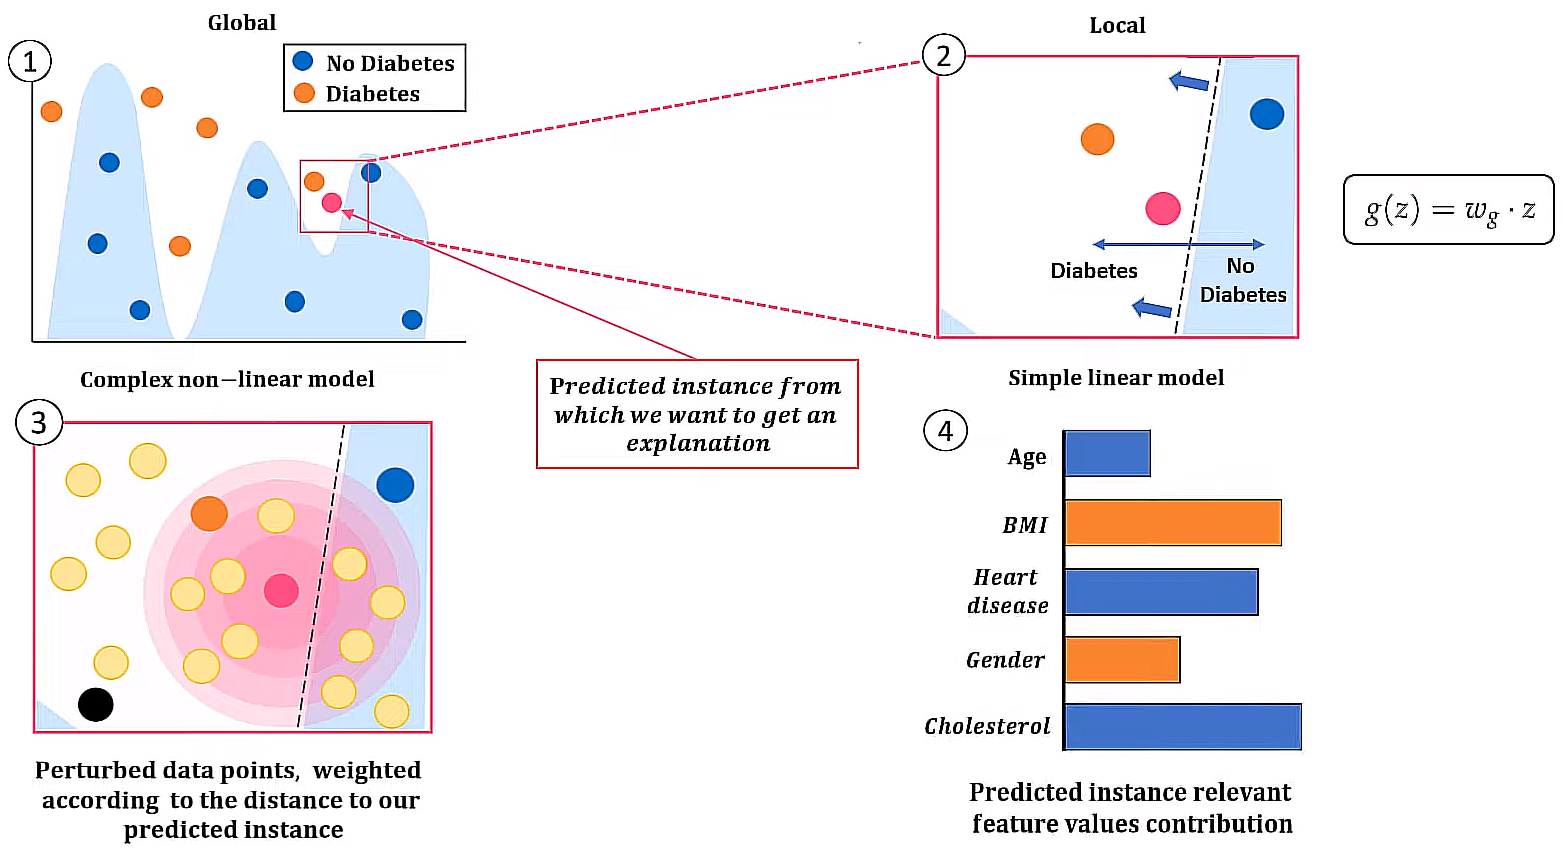 Global
1
No Diabetes
Diabetes
Complex non−linear model
Local
2
Diabetes
No
Diabetes
Simple linear model
g(z) = w_g · z
Predicted instance from
which we want to get an
explanation
3
Perturbed data points, weighted
according to the distance to our
predicted instance
4
Age
BMI
Heart
disease
Gender
Cholesterol
Predicted instance relevant
feature values contribution